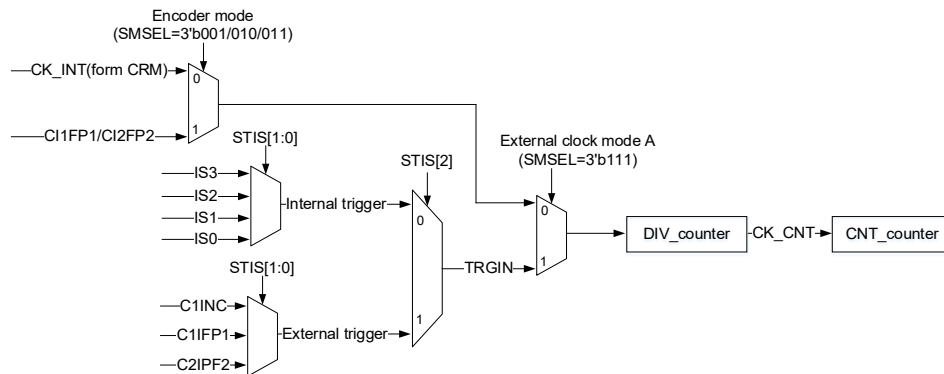 Encoder mode
(SMSEL=3'b001/010/011)
CK_INT(form CRM)
0
CI1FP1/CI2FP2
1
STIS[1:0]
IS3
IS2
IS1
IS0
Internal trigger
STIS[2]
0
1
External clock mode A
(SMSEL=3'b111)
0
1
TRGIN
DIV_counter
CK_CNT
CNT_counter
STIS[1:0]
C1INC
C1IFP1
C2IPF2
External trigger